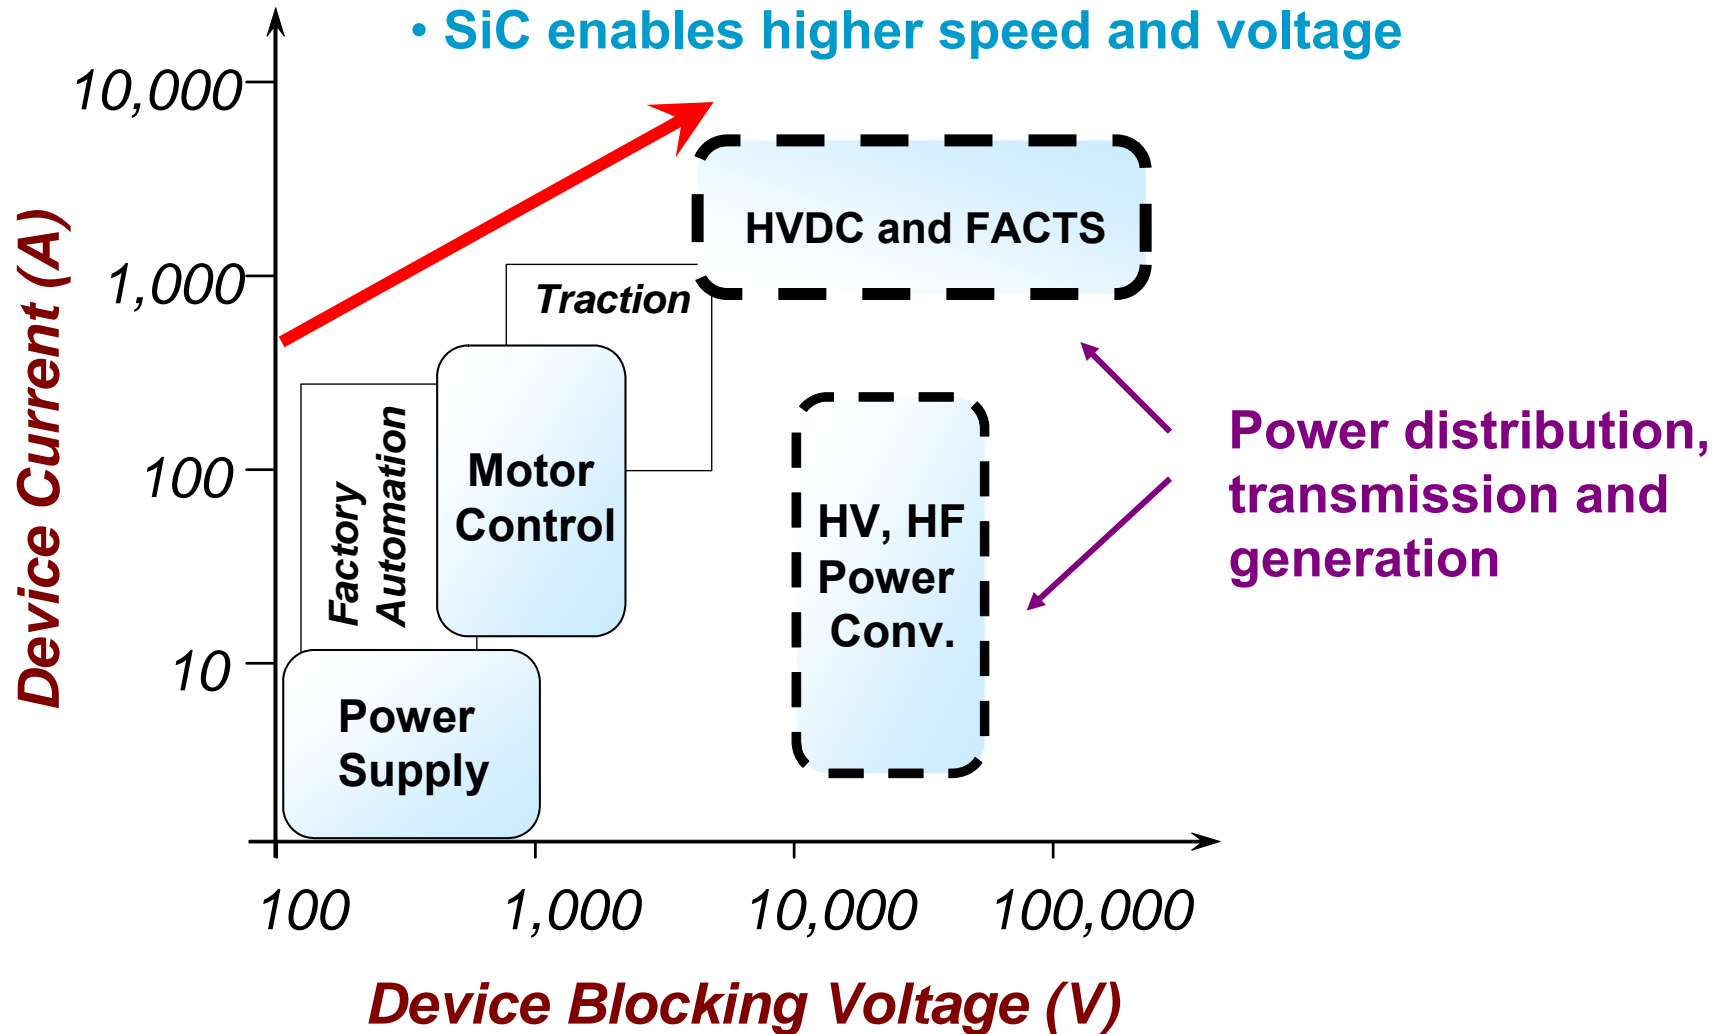 • SiC enables higher speed and voltage
Device Current (A)
10,000
1,000
100
10
HVDC and FACTS
Traction
Factory
Automation
Motor
Control
HV, HF
Power
Conv.
Power
Supply
Power distribution,
transmission and
generation
100
1,000
10,000
100,000
Device Blocking Voltage (V)